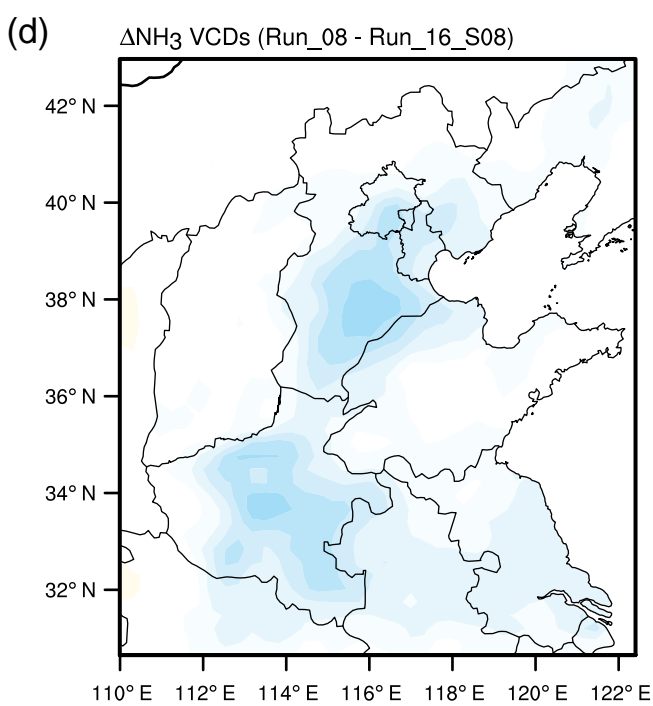 (d)
ΔNH3 VCDs (Run_08 - Run_16_S08)
42° N
40° N
38° N
36° N
34° N
32° N
110° E 112° E 114° E 116° E 118° E 120° E 122° E